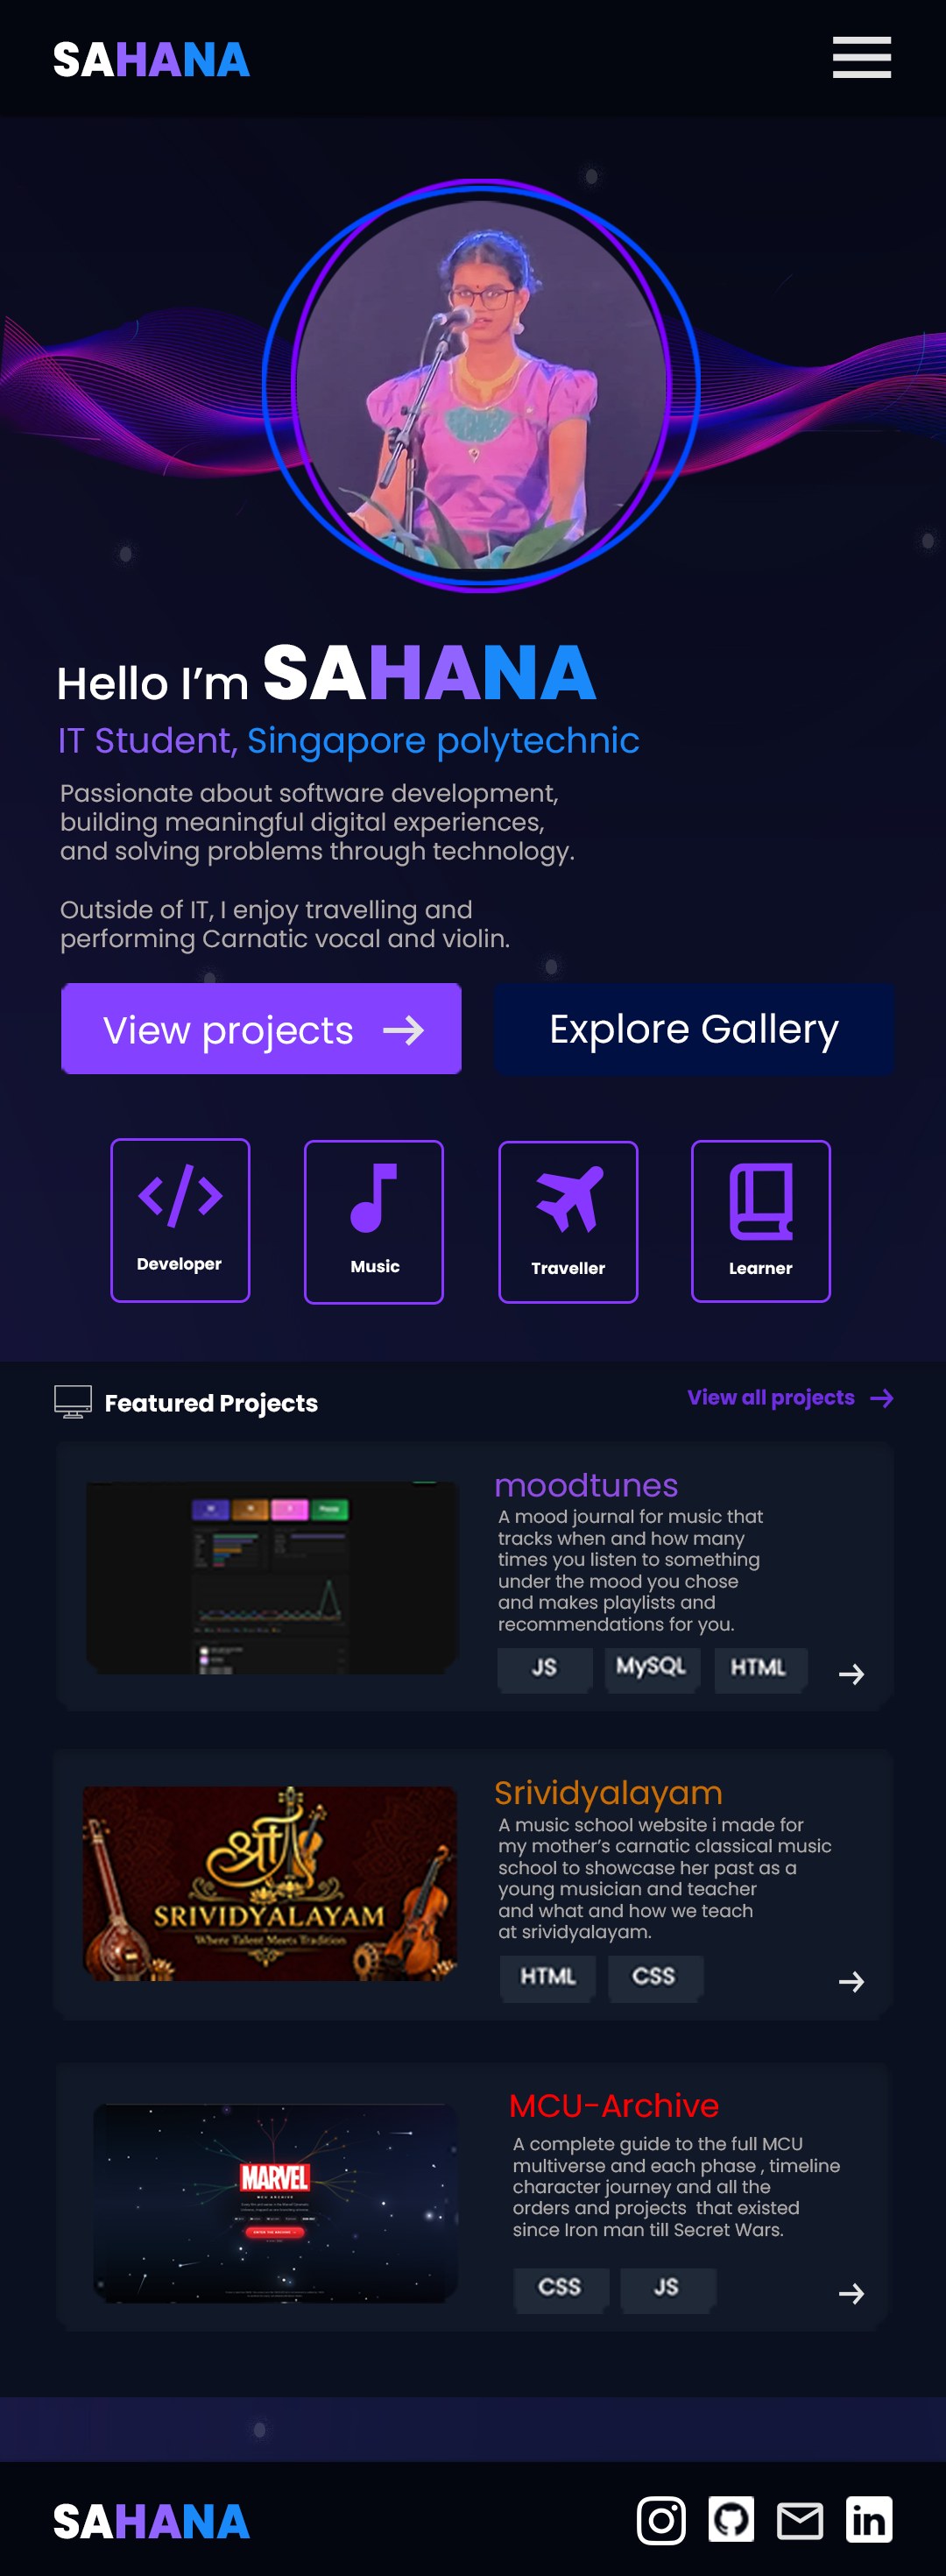 SAHANA
Hello I’m SAHANA
IT Student, Singapore polytechnic
Passionate about software development,
building meaningful digital experiences,
and solving problems through technology.
Outside of IT, I enjoy travelling and
performing Carnatic vocal and violin.
View projects
Explore Gallery
Developer
Music
Traveller
Learner
Featured Projects
View all projects
moodtunes
A mood journal for music that
tracks when and how many
times you listen to something
under the mood you chose
and makes playlists and
recommendations for you.
JS
MySQL
HTML
श्री
SRIVIDYALAYAM
Where Talent Meets Tradition
Srividyalayam
A music school website i made for
my mother’s carnatic classical music
school to showcase her past as a
young musician and teacher
and what and how we teach
at srividyalayam.
HTML
CSS
MARVEL
MCU ARCHIVE
MCU-Archive
A complete guide to the full MCU
multiverse and each phase , timeline
character journey and all the
orders and projects  that existed
since Iron man till Secret Wars.
CSS
JS
SAHANA
in